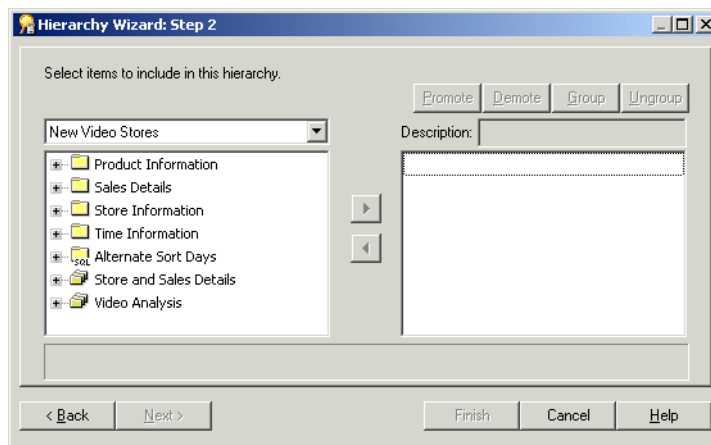 Hierarchy Wizard: Step 2
Select items to include in this hierarchy.
Promote Demote Group Ungroup
New Video Stores Description:
Product Information
Sales Details
Store Information
Time Information
SQL Alternate Sort Days
Store and Sales Details
Video Analysis
< Back Next > Finish Cancel Help